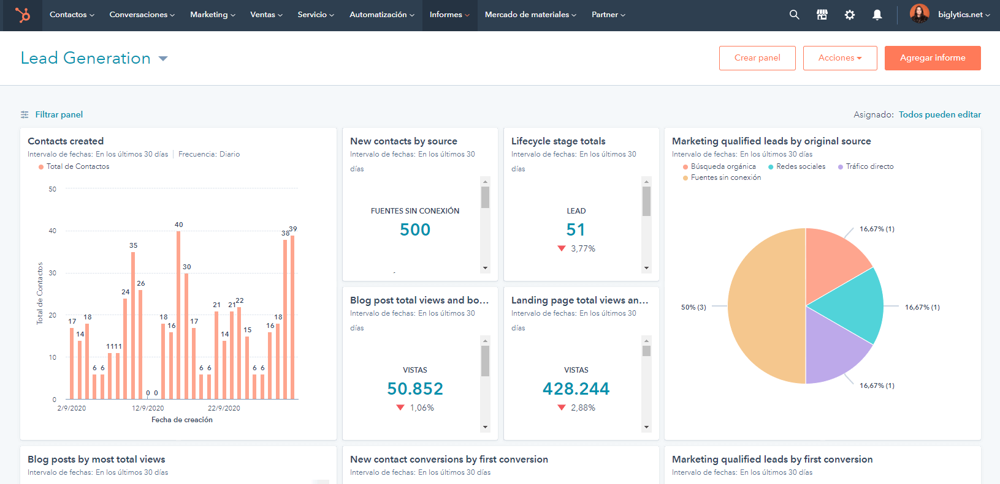 Contactos Conversaciones Marketing Ventas Servicio Automatización Informes Mercado de materiales Partner biglytics.net
Lead Generation
Crear panel Acciones Agregar informe
Filtrar panel
Asignado: Todos pueden editar
Contacts created
Intervalo de fechas: En los últimos 30 días Frecuencia: Diario
Total de Contactos
50
40
30
20
10
0
Total de Contactos
17 14 18 6 6 11 11 24 35 26 0 0 18 16 40 30 17 6 6 21 14 21 22 15 6 6 16 18 38 39
2/9/2020 12/9/2020 22/9/2020
Fecha de creación
New contacts by source
Intervalo de fechas: En los últimos 30
días
FUENTES SIN CONEXIÓN
500
Lifecycle stage totals
Intervalo de fechas: En los últimos 30
días
LEAD
51
3,77%
Marketing qualified leads by original source
Intervalo de fechas: En los últimos 30 días
Búsqueda orgánica Redes sociales Tráfico directo
Fuentes sin conexión
16,67% (1)
50% (3)
16,67% (1)
16,67% (1)
Blog post total views and bo...
Intervalo de fechas: En los últimos 30
días
VISTAS
50.852
1,06%
Landing page total views an...
Intervalo de fechas: En los últimos 30
días
VISTAS
428.244
2,88%
Blog posts by most total views
Intervalo de fechas: En los últimos 30 días
New contact conversions by first conversion
Intervalo de fechas: En los últimos 30 días
Marketing qualified leads by first conversion
Intervalo de fechas: En los últimos 30 días